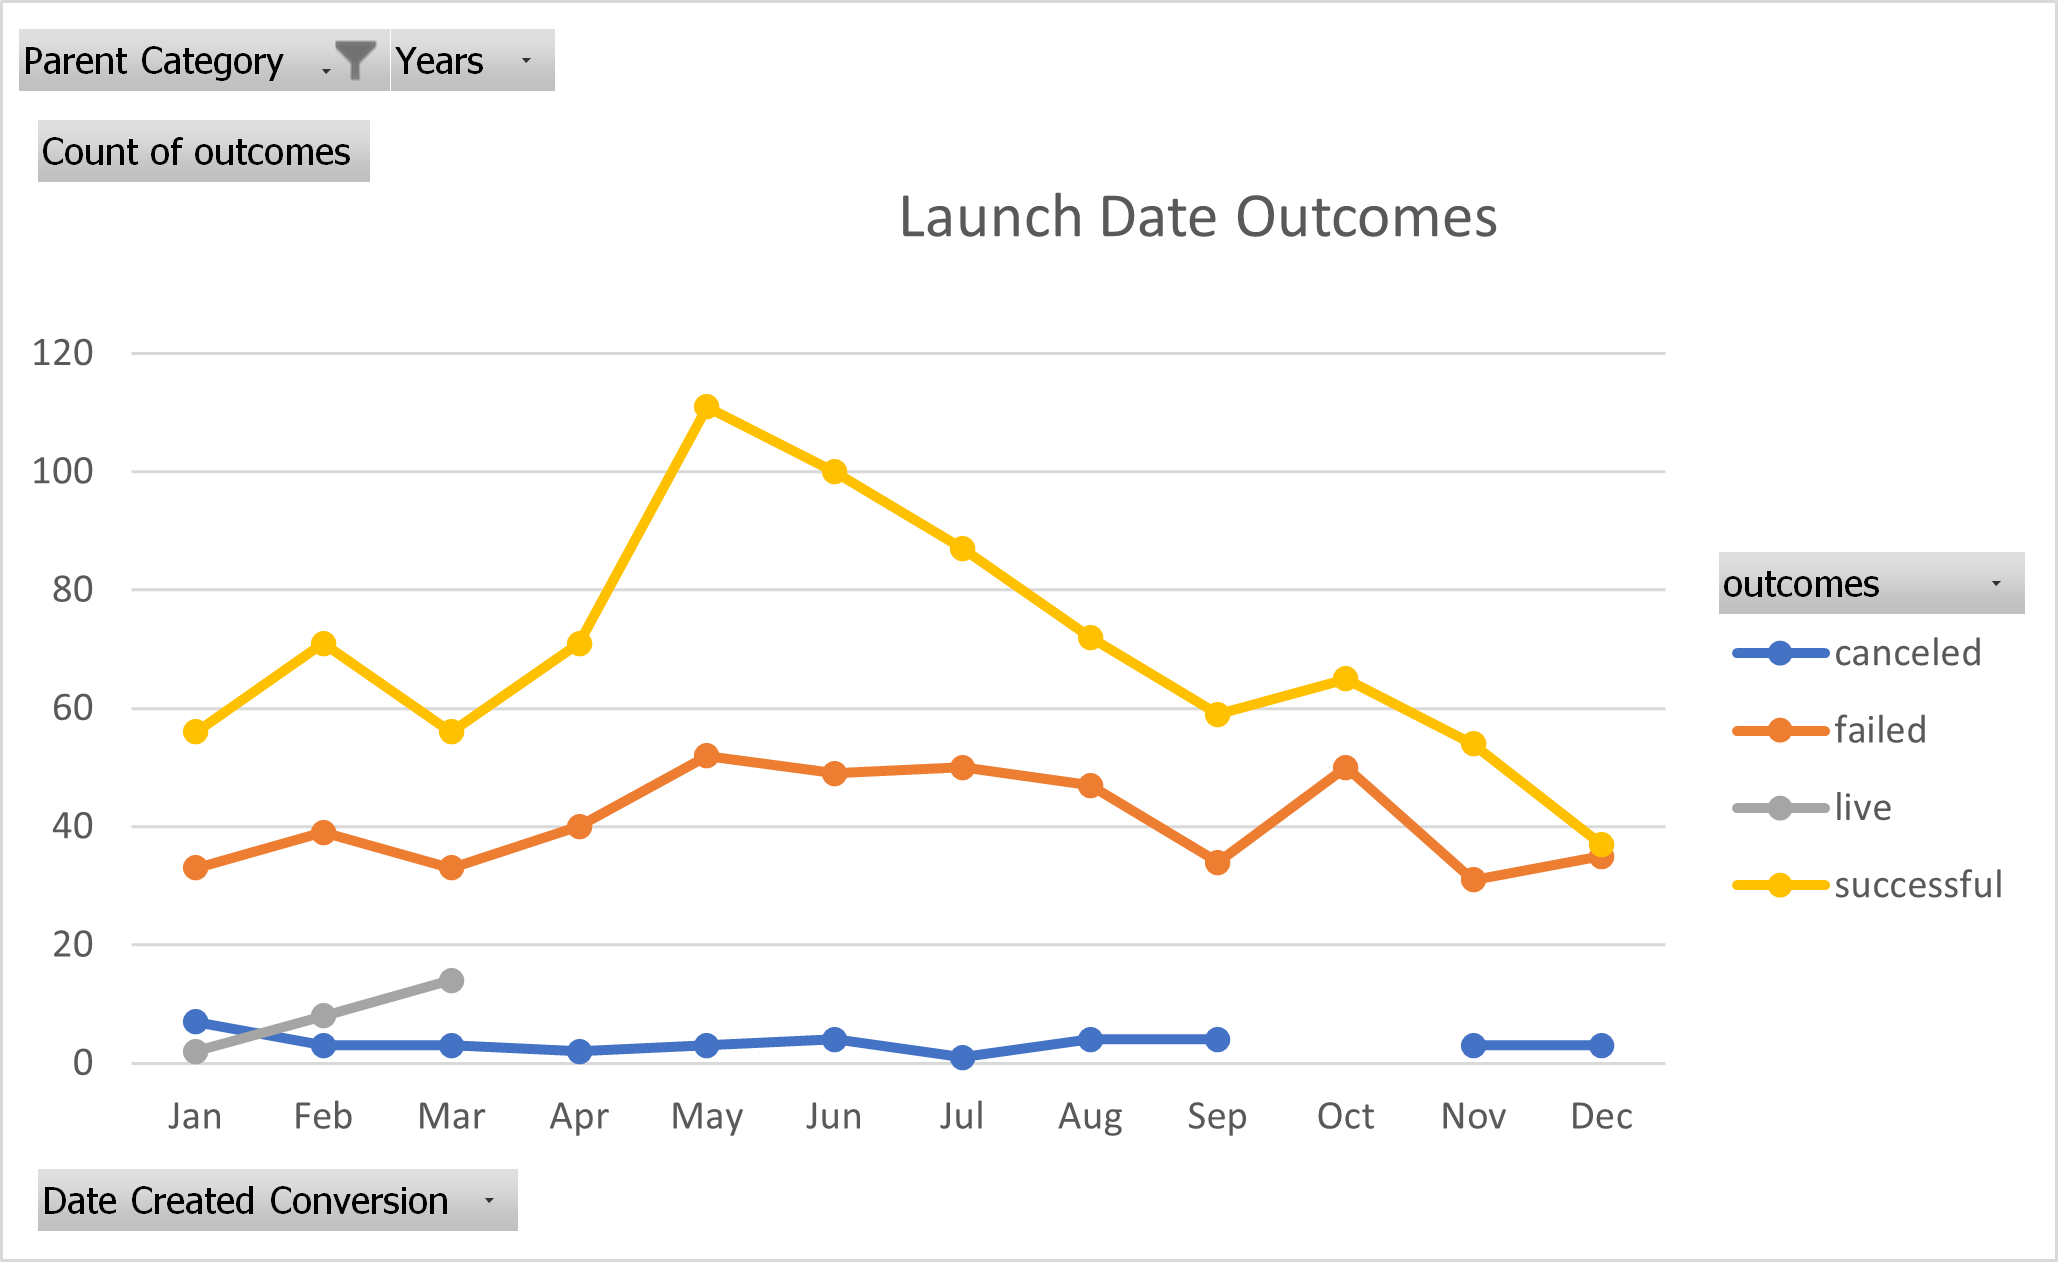 Parent Category Years
Count of outcomes
Launch Date Outcomes
120
100
80
60
40
20
0
Jan Feb Mar Apr May Jun Jul Aug Sep Oct Nov Dec
outcomes
canceled
failed
live
successful
Date Created Conversion